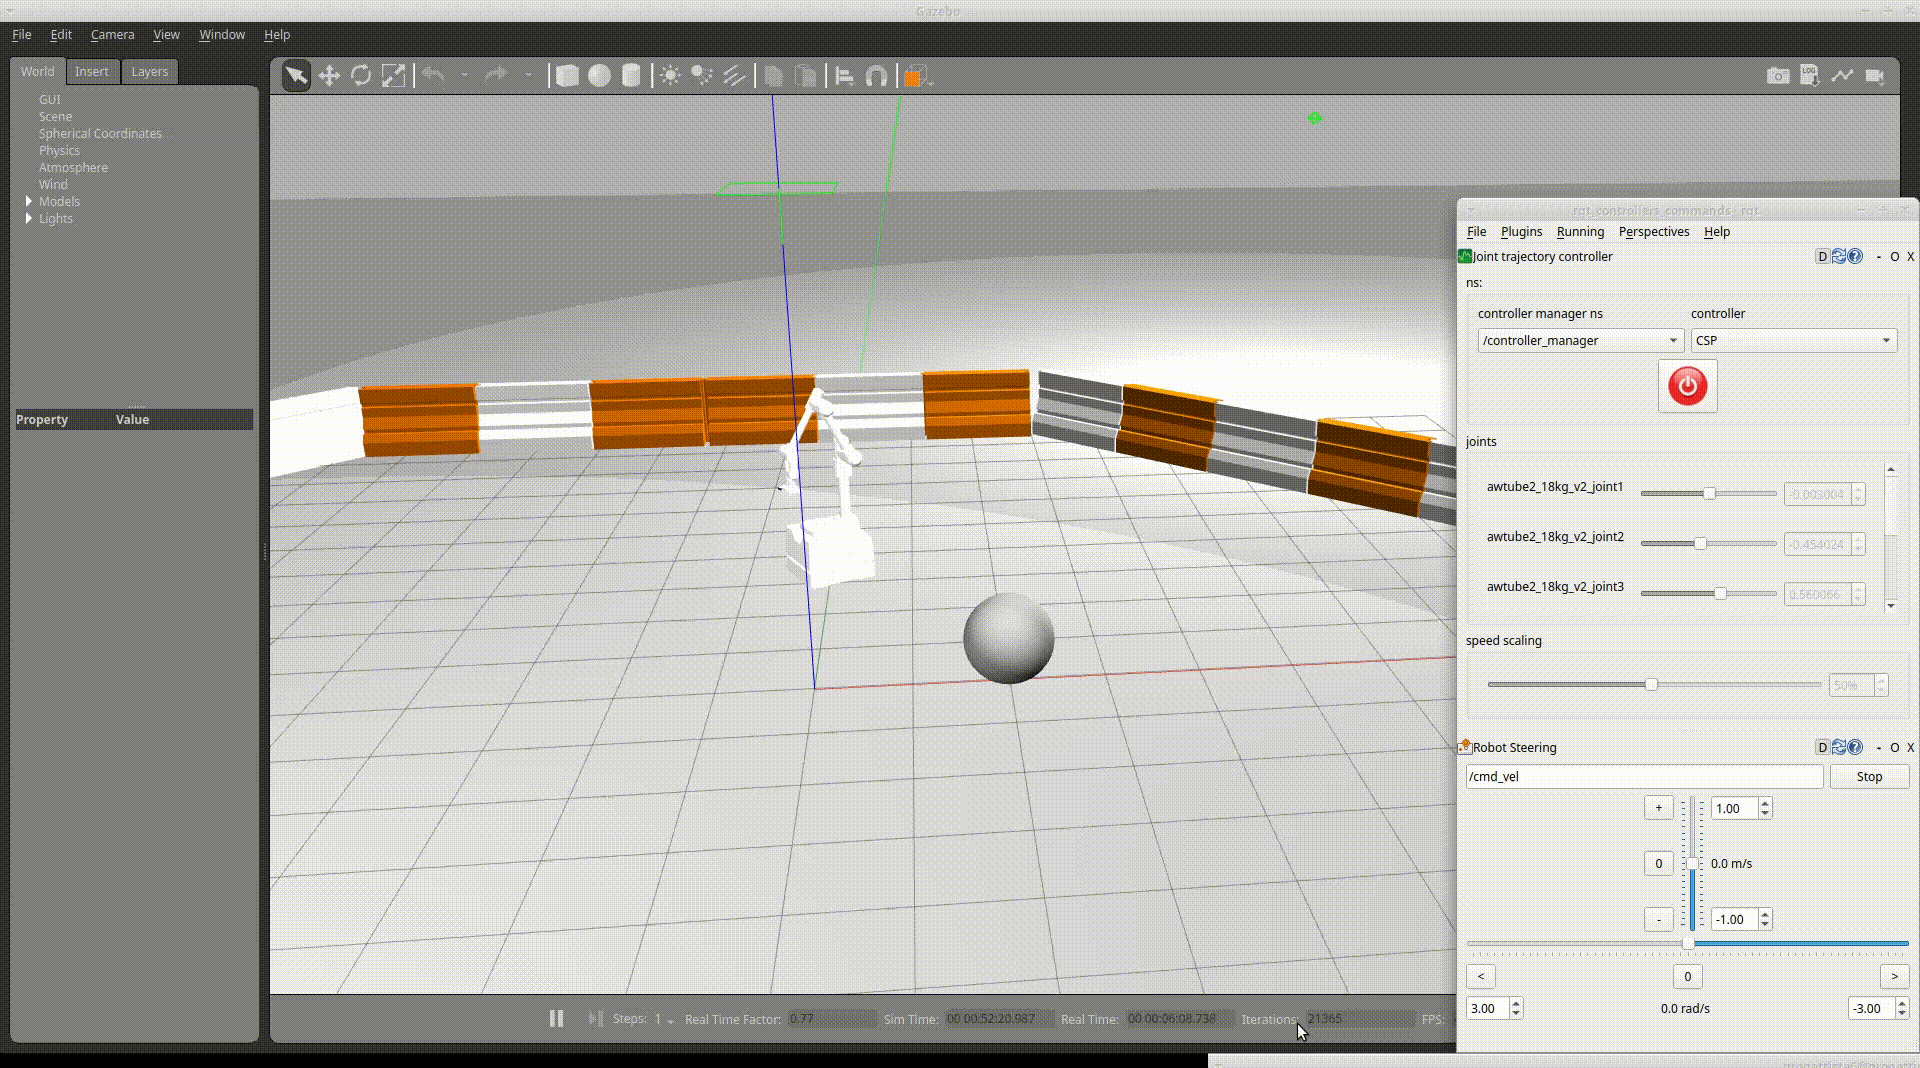 Gazebo
File Edit Camera View Window Help
World Insert Layers
GUI
Scene
Spherical Coordinates
Physics
Atmosphere
Wind
Models
Lights
Property Value
LOG
Steps: 1 Real Time Factor: 0.77 Sim Time: 00 00:52:20.987 Real Time: 00 00:06:08.738 Iterations: 21365 FPS:
rqt_controllers_commands - rqt
File Plugins Running Perspectives Help
Joint trajectory controller D - O X
ns:
controller manager ns controller
/controller_manager CSP
joints
awtube2_18kg_v2_joint1 -0.003004
awtube2_18kg_v2_joint2 -0.454024
awtube2_18kg_v2_joint3 0.560066
speed scaling
50%
Robot Steering D - O X
/cmd_vel Stop
+ 1.00
0 0.0 m/s
- -1.00
< 0 >
3.00 0.0 rad/s -3.00